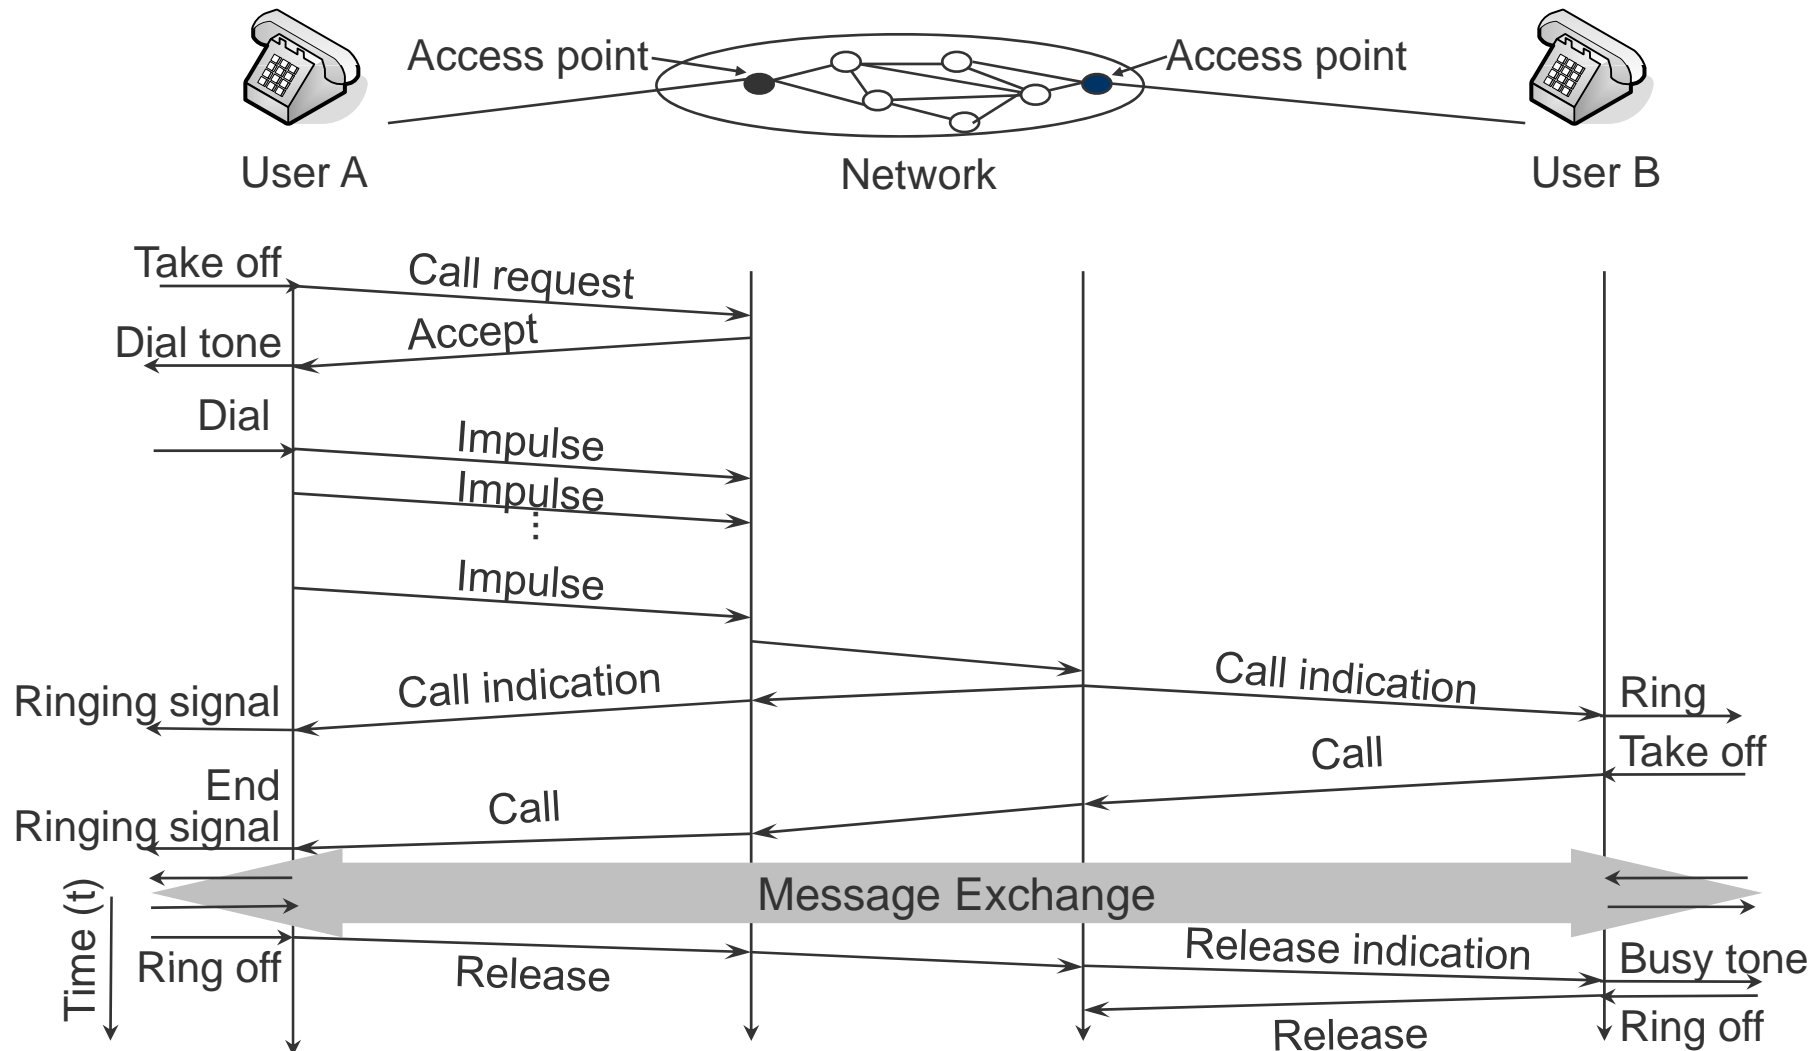 Access point
Access point
User A
Network
User B
Take off
Call request
Accept
Dial tone
Dial
Impulse
Impulse
...
Impulse
Call indication
Call indication
Ringing signal
Ring
Call
Take off
End
Ringing signal
Call
Message Exchange
Time (t)
Ring off
Release
Release indication
Busy tone
Release
Ring off